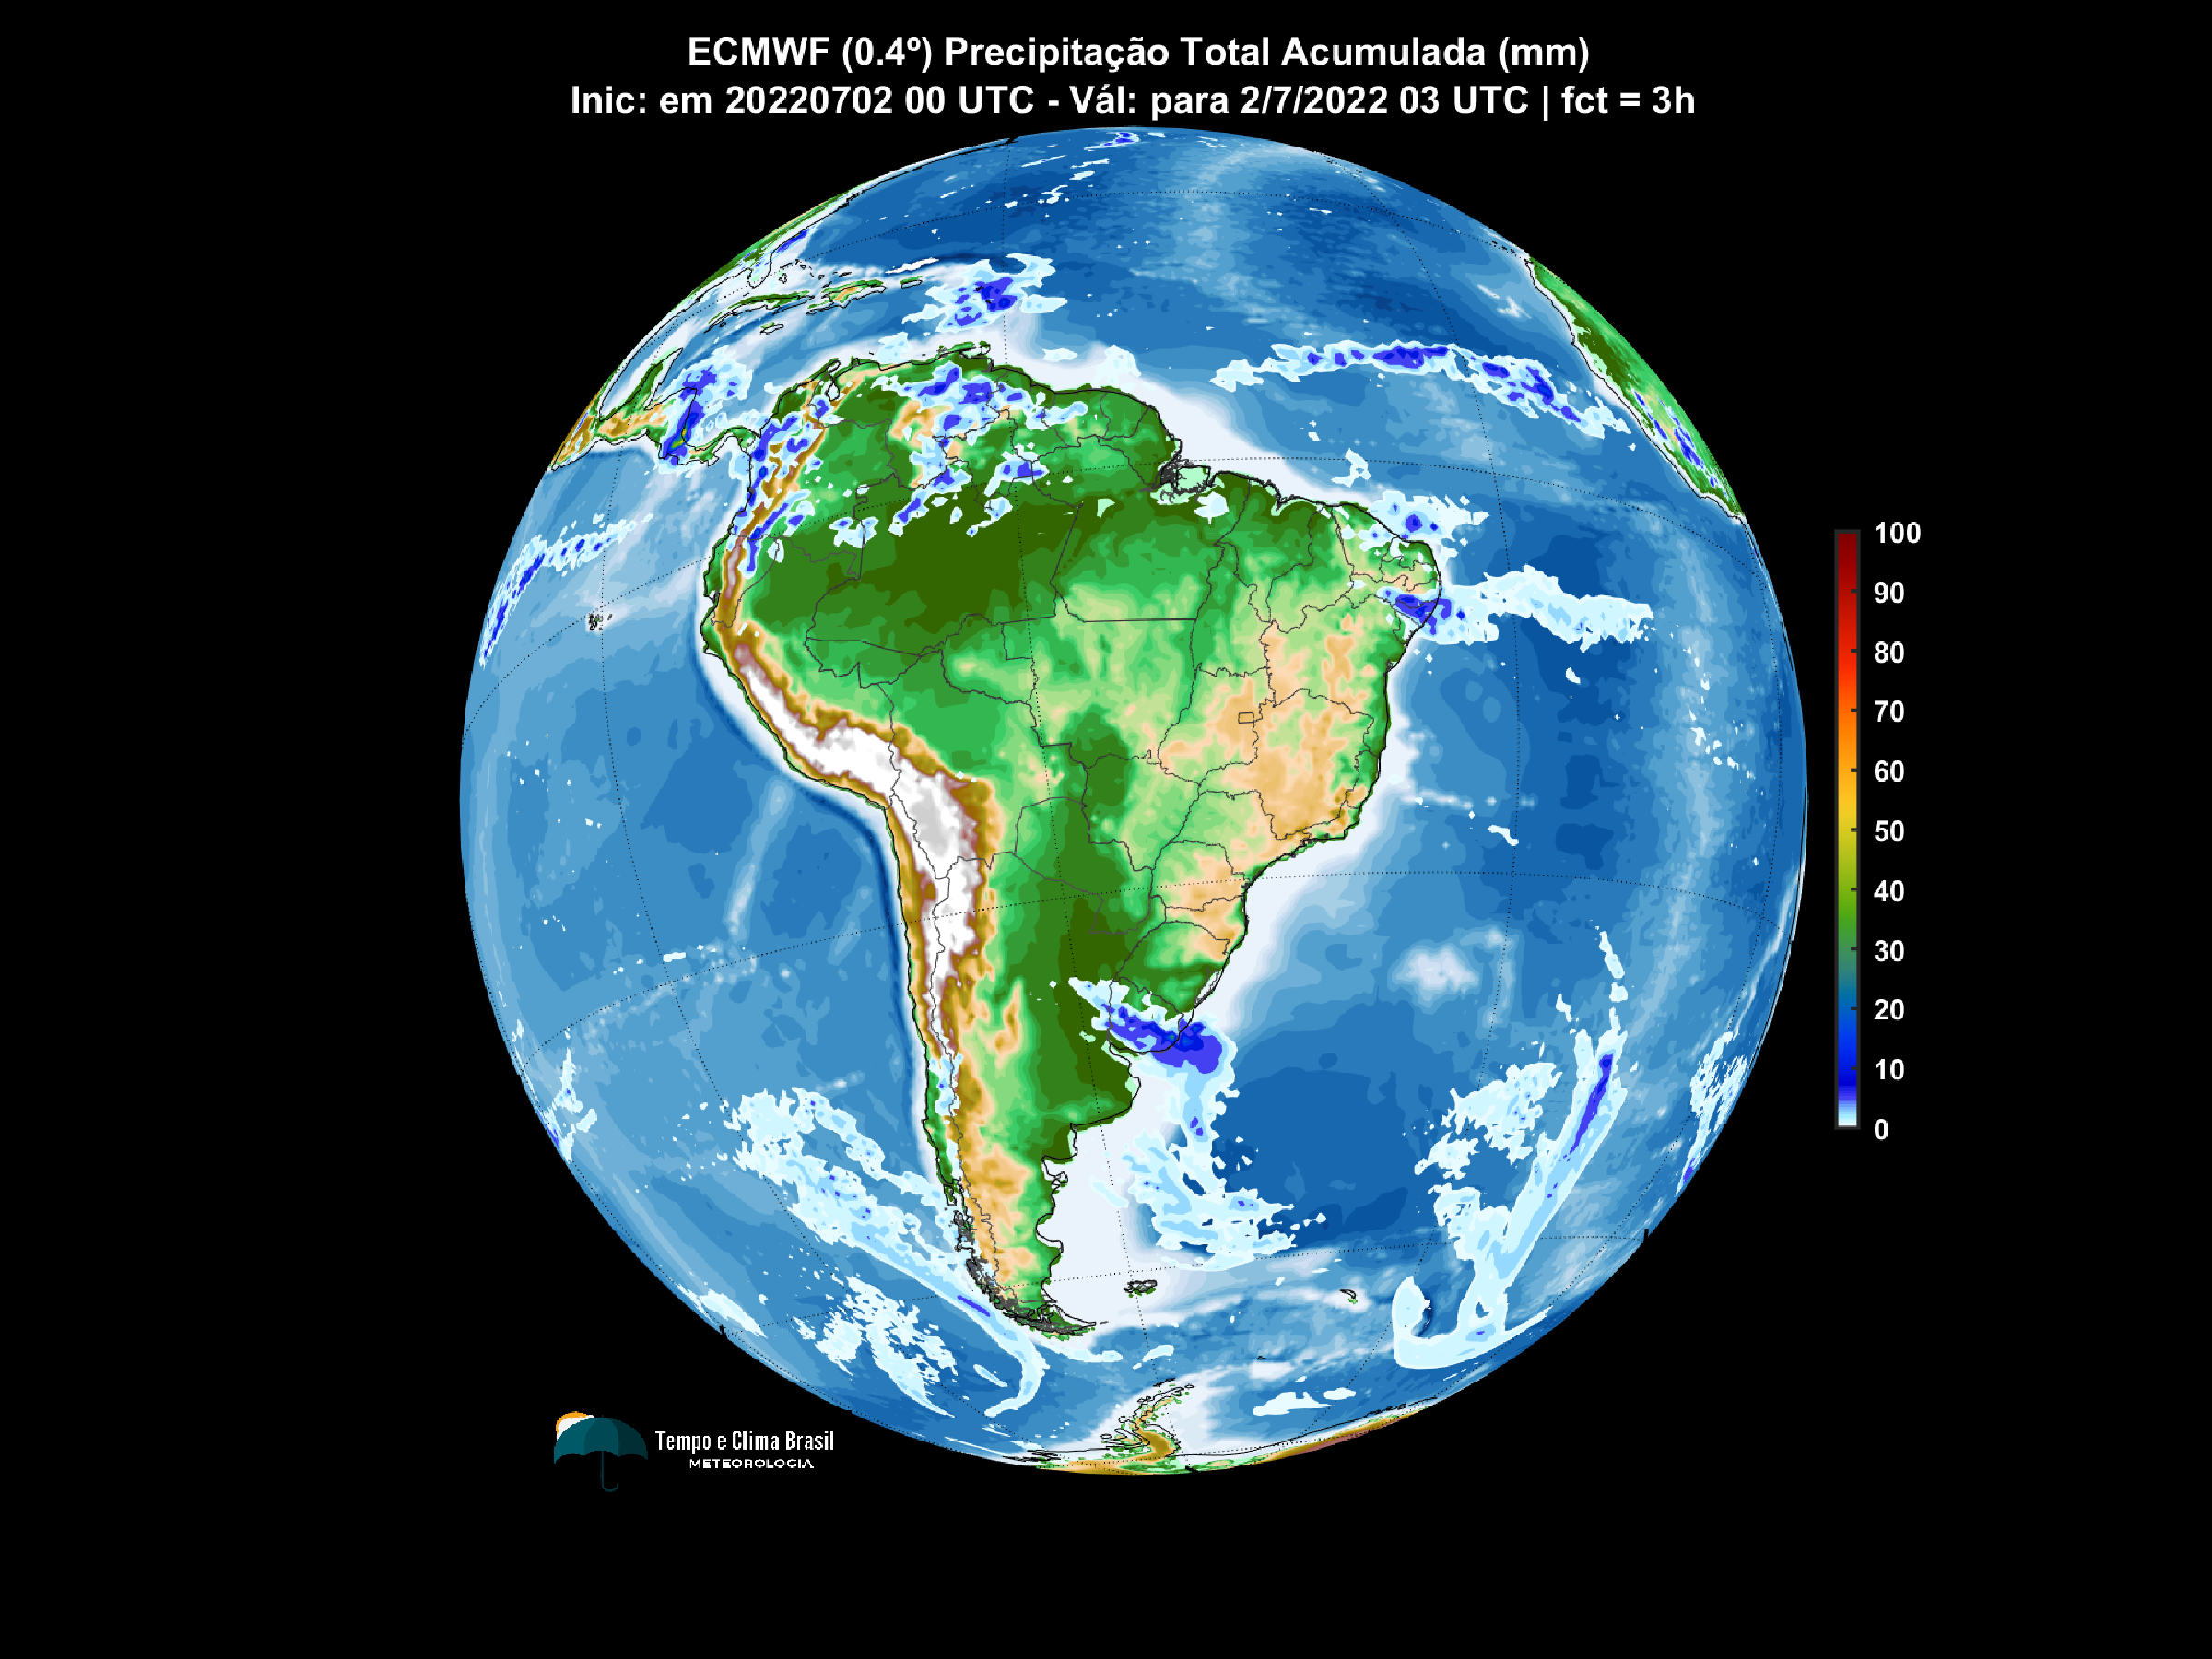 ECMWF (0.4º) Precipitação Total Acumulada (mm)
Inic: em 20220702 00 UTC - Vál: para 2/7/2022 03 UTC | fct = 3h
100
90
80
70
60
50
40
30
20
10
0
Tempo e Clima Brasil
METEOROLOGIA